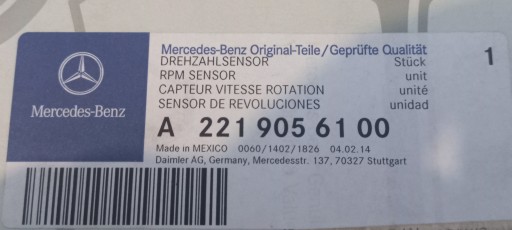 Mercedes-Benz Original-Teile/Geprüfte Qualität
DREHZAHLSENSOR Stück 1
RPM SENSOR unit
CAPTEUR VITESSE ROTATION unité
SENSOR DE REVOLUCIONES unidad
Mercedes-Benz
A 221 905 61 00
Made in MEXICO 0060/1402/1826 04.02.14
Daimler AG, Germany, Mercedesstr. 137, 70327 Stuttgart